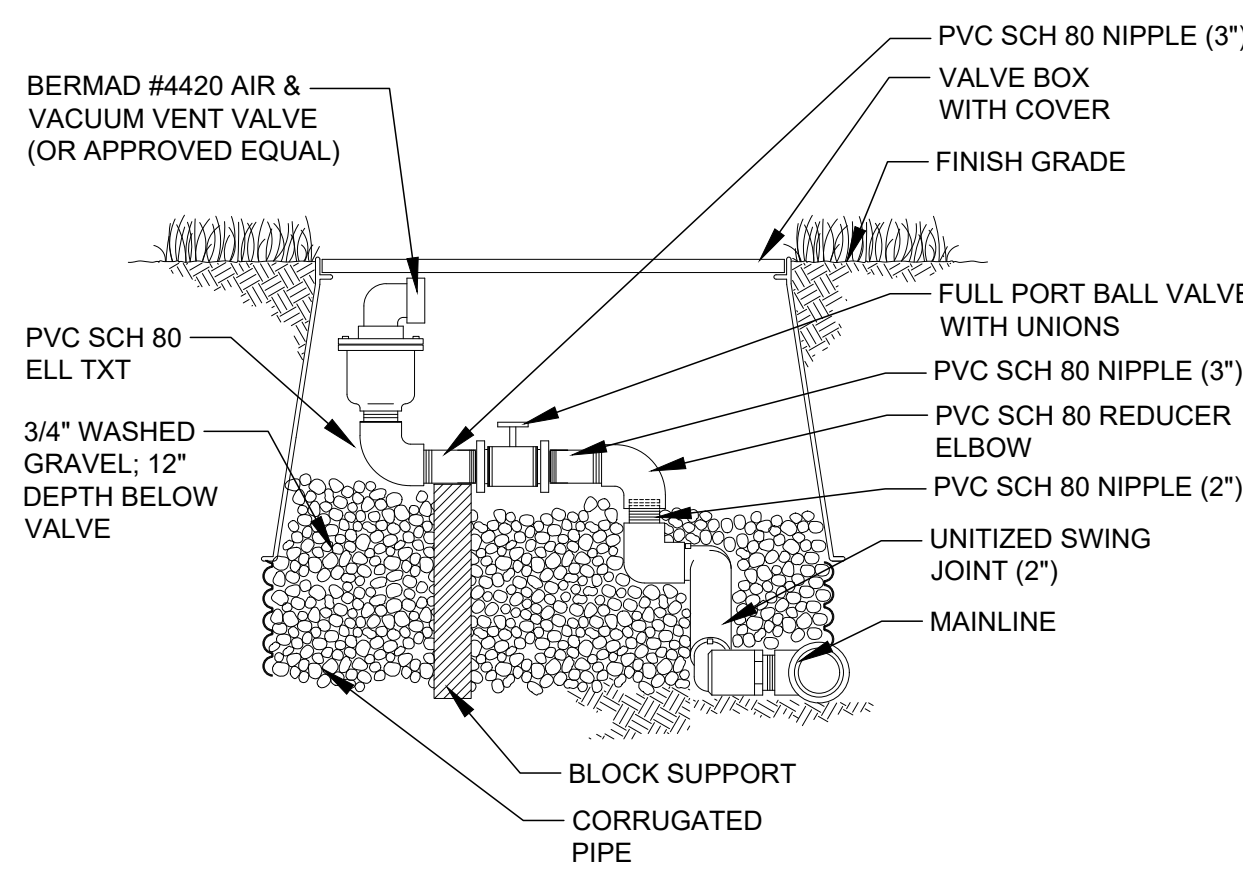 BERMAD #4420 AIR &
VACUUM VENT VALVE
(OR APPROVED EQUAL)
PVC SCH 80
ELL TXT
3/4" WASHED
GRAVEL; 12"
DEPTH BELOW
VALVE
PVC SCH 80 NIPPLE (3")
VALVE BOX
WITH COVER
FINISH GRADE
FULL PORT BALL VALVE
WITH UNIONS
PVC SCH 80 NIPPLE (3")
PVC SCH 80 REDUCER
ELBOW
PVC SCH 80 NIPPLE (2")
UNITIZED SWING
JOINT (2")
MAINLINE
BLOCK SUPPORT
CORRUGATED
PIPE